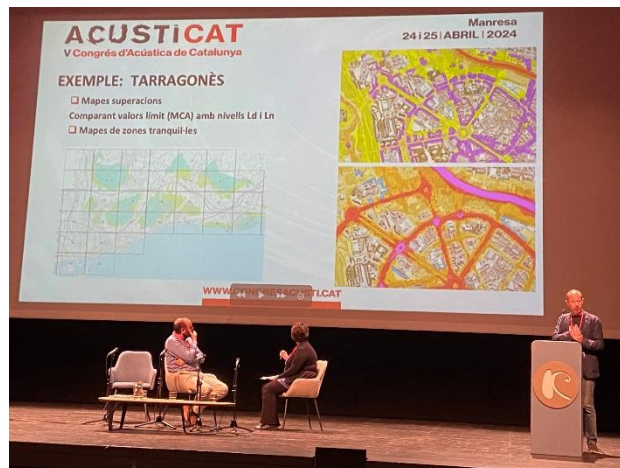 ACUSTICAT
V Congrés d'Acústica de Catalunya
Manresa
24 i 25 | ABRIL | 2024
EXEMPLE: TARRAGONÈS
Mapes superacions
Comparant valors límit (MCA) amb nivells Ld i Ln
Mapes de zones tranquil·les
WWW.CONGRESACUSTI.CAT
K